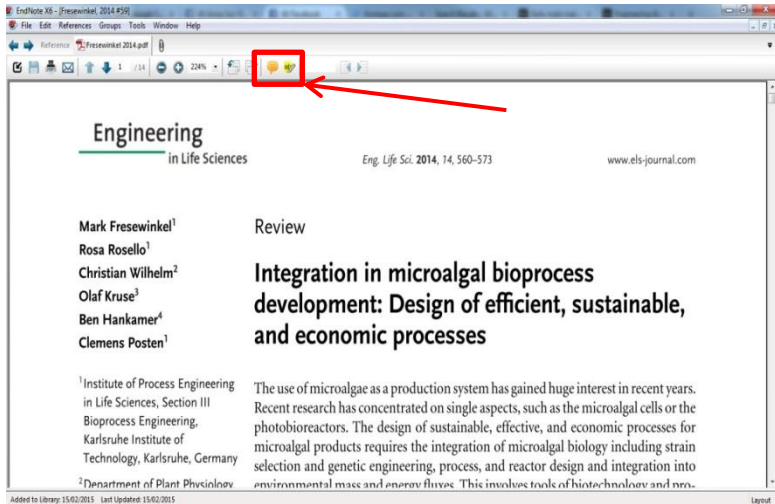 EndNote X6 - [Fresewinkel, 2014 #59]
File Edit References Groups Tools Window Help
Reference Fresewinkel 2014.pdf
1 /14 224%
Engineering
in Life Sciences
Eng. Life Sci. 2014, 14, 560–573
www.els-journal.com
Mark Fresewinkel1
Rosa Rosello1
Christian Wilhelm2
Olaf Kruse3
Ben Hankamer4
Clemens Posten1
1Institute of Process Engineering
in Life Sciences, Section III
Bioprocess Engineering,
Karlsruhe Institute of
Technology, Karlsruhe, Germany
2Department of Plant Physiology
Review
Integration in microalgal bioprocess
development: Design of efficient, sustainable,
and economic processes
The use of microalgae as a production system has gained huge interest in recent years.
Recent research has concentrated on single aspects, such as the microalgal cells or the
photobioreactors. The design of sustainable, effective, and economic processes for
microalgal products requires the integration of microalgal biology including strain
selection and genetic engineering, process, and reactor design and integration into
environmental mass and energy fluxes. This involves tools of biotechnology and pro-
Added to Library: 15/02/2015 Last Updated: 15/02/2015
Layout